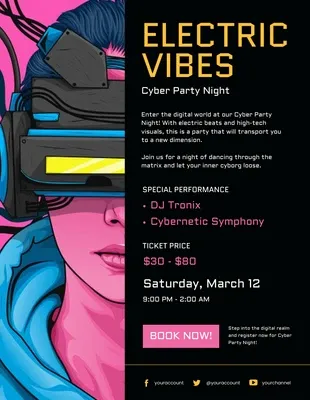 ELECTRIC
VIBES
Cyber Party Night
Enter the digital world at our Cyber Party
Night! With electric beats and high-tech
visuals, this is a party that will transport you
to a new dimension.
Join us for a night of dancing through the
matrix and let your inner cyborg loose.
SPECIAL PERFORMANCE
• DJ Tronix
• Cybernetic Symphony
TICKET PRICE
$30 - $80
Saturday, March 12
9:00 PM - 2:00 AM
BOOK NOW!
Step into the digital realm
and register now for Cyber
Party Night!
youraccount
@youraccount
yourchannel